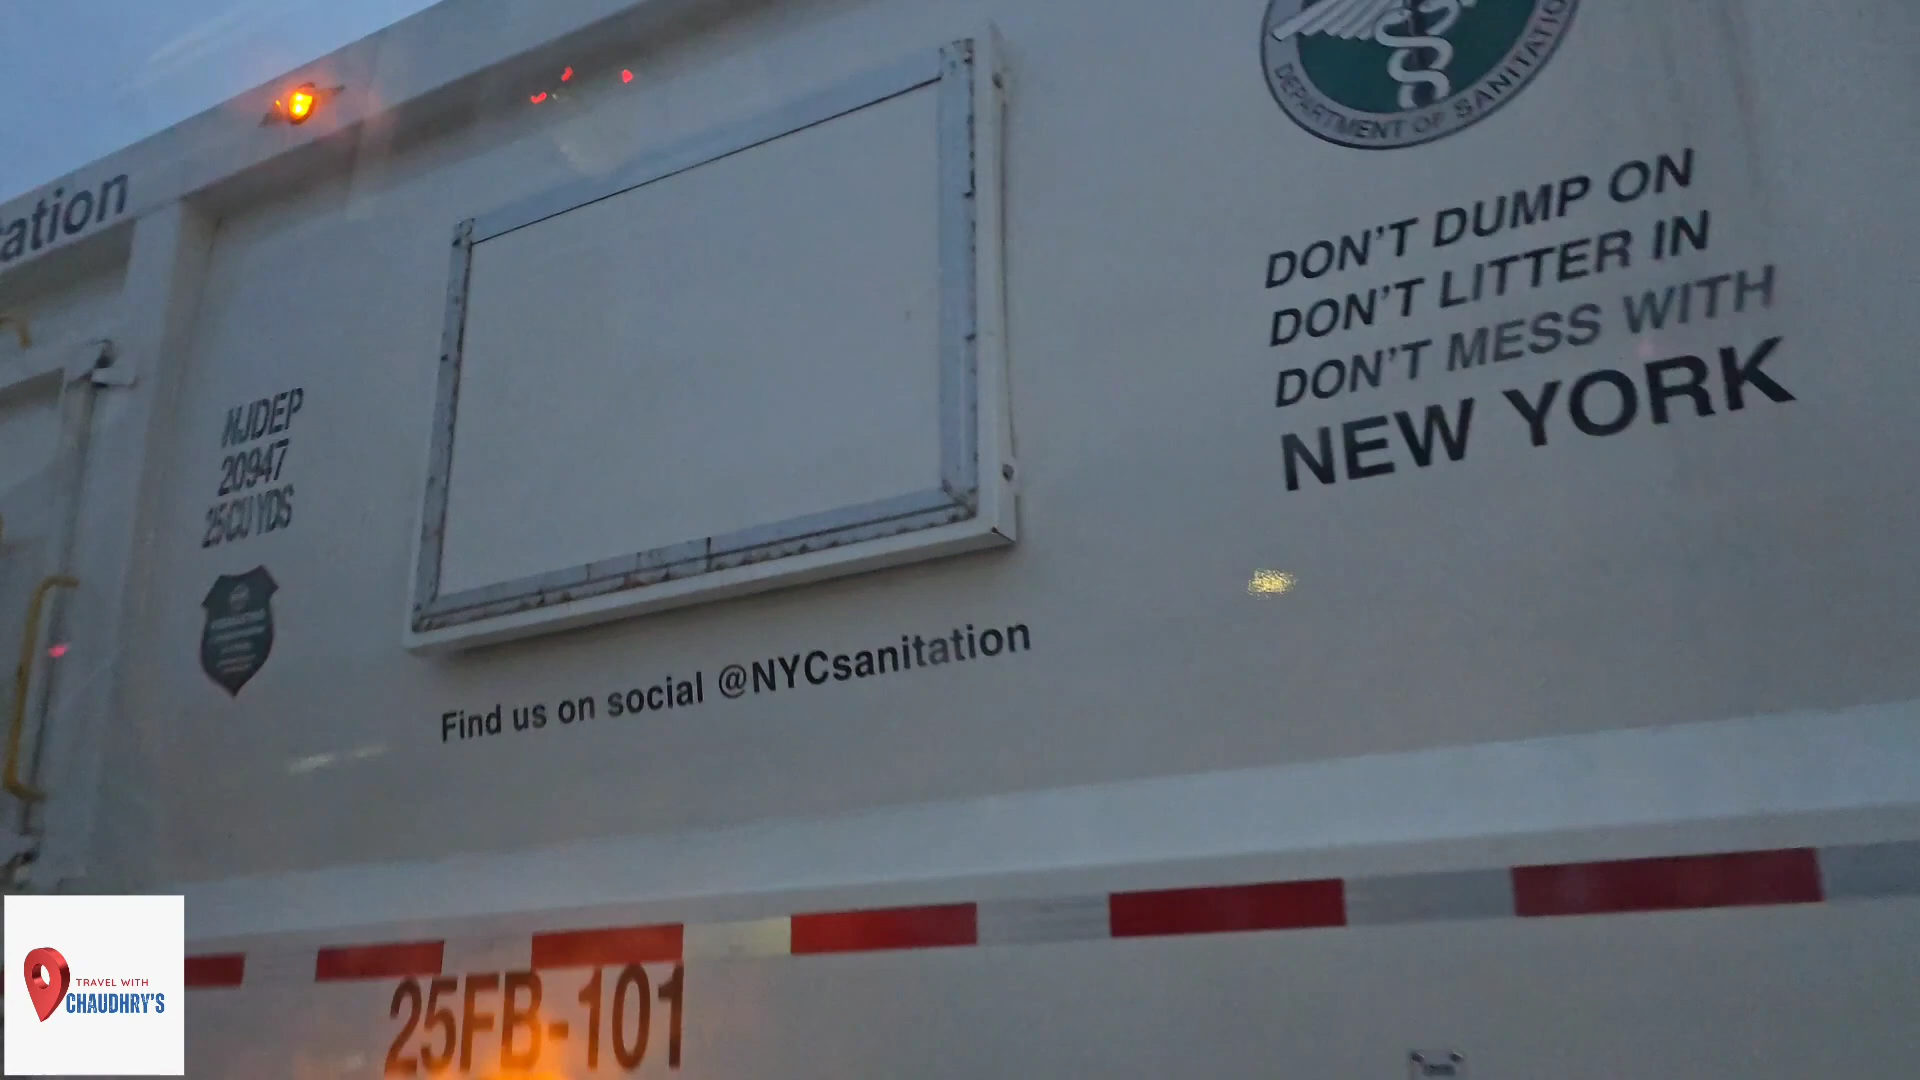 DEPARTMENT OF SANITATIO
ation
DON'T DUMP ON
DON'T LITTER IN
DON'T MESS WITH
NEW YORK
NJDEP
20947
25CU YDS
Find us on social @NYCsanitation
25FB-101
TRAVEL WITH
CHAUDHRY'S